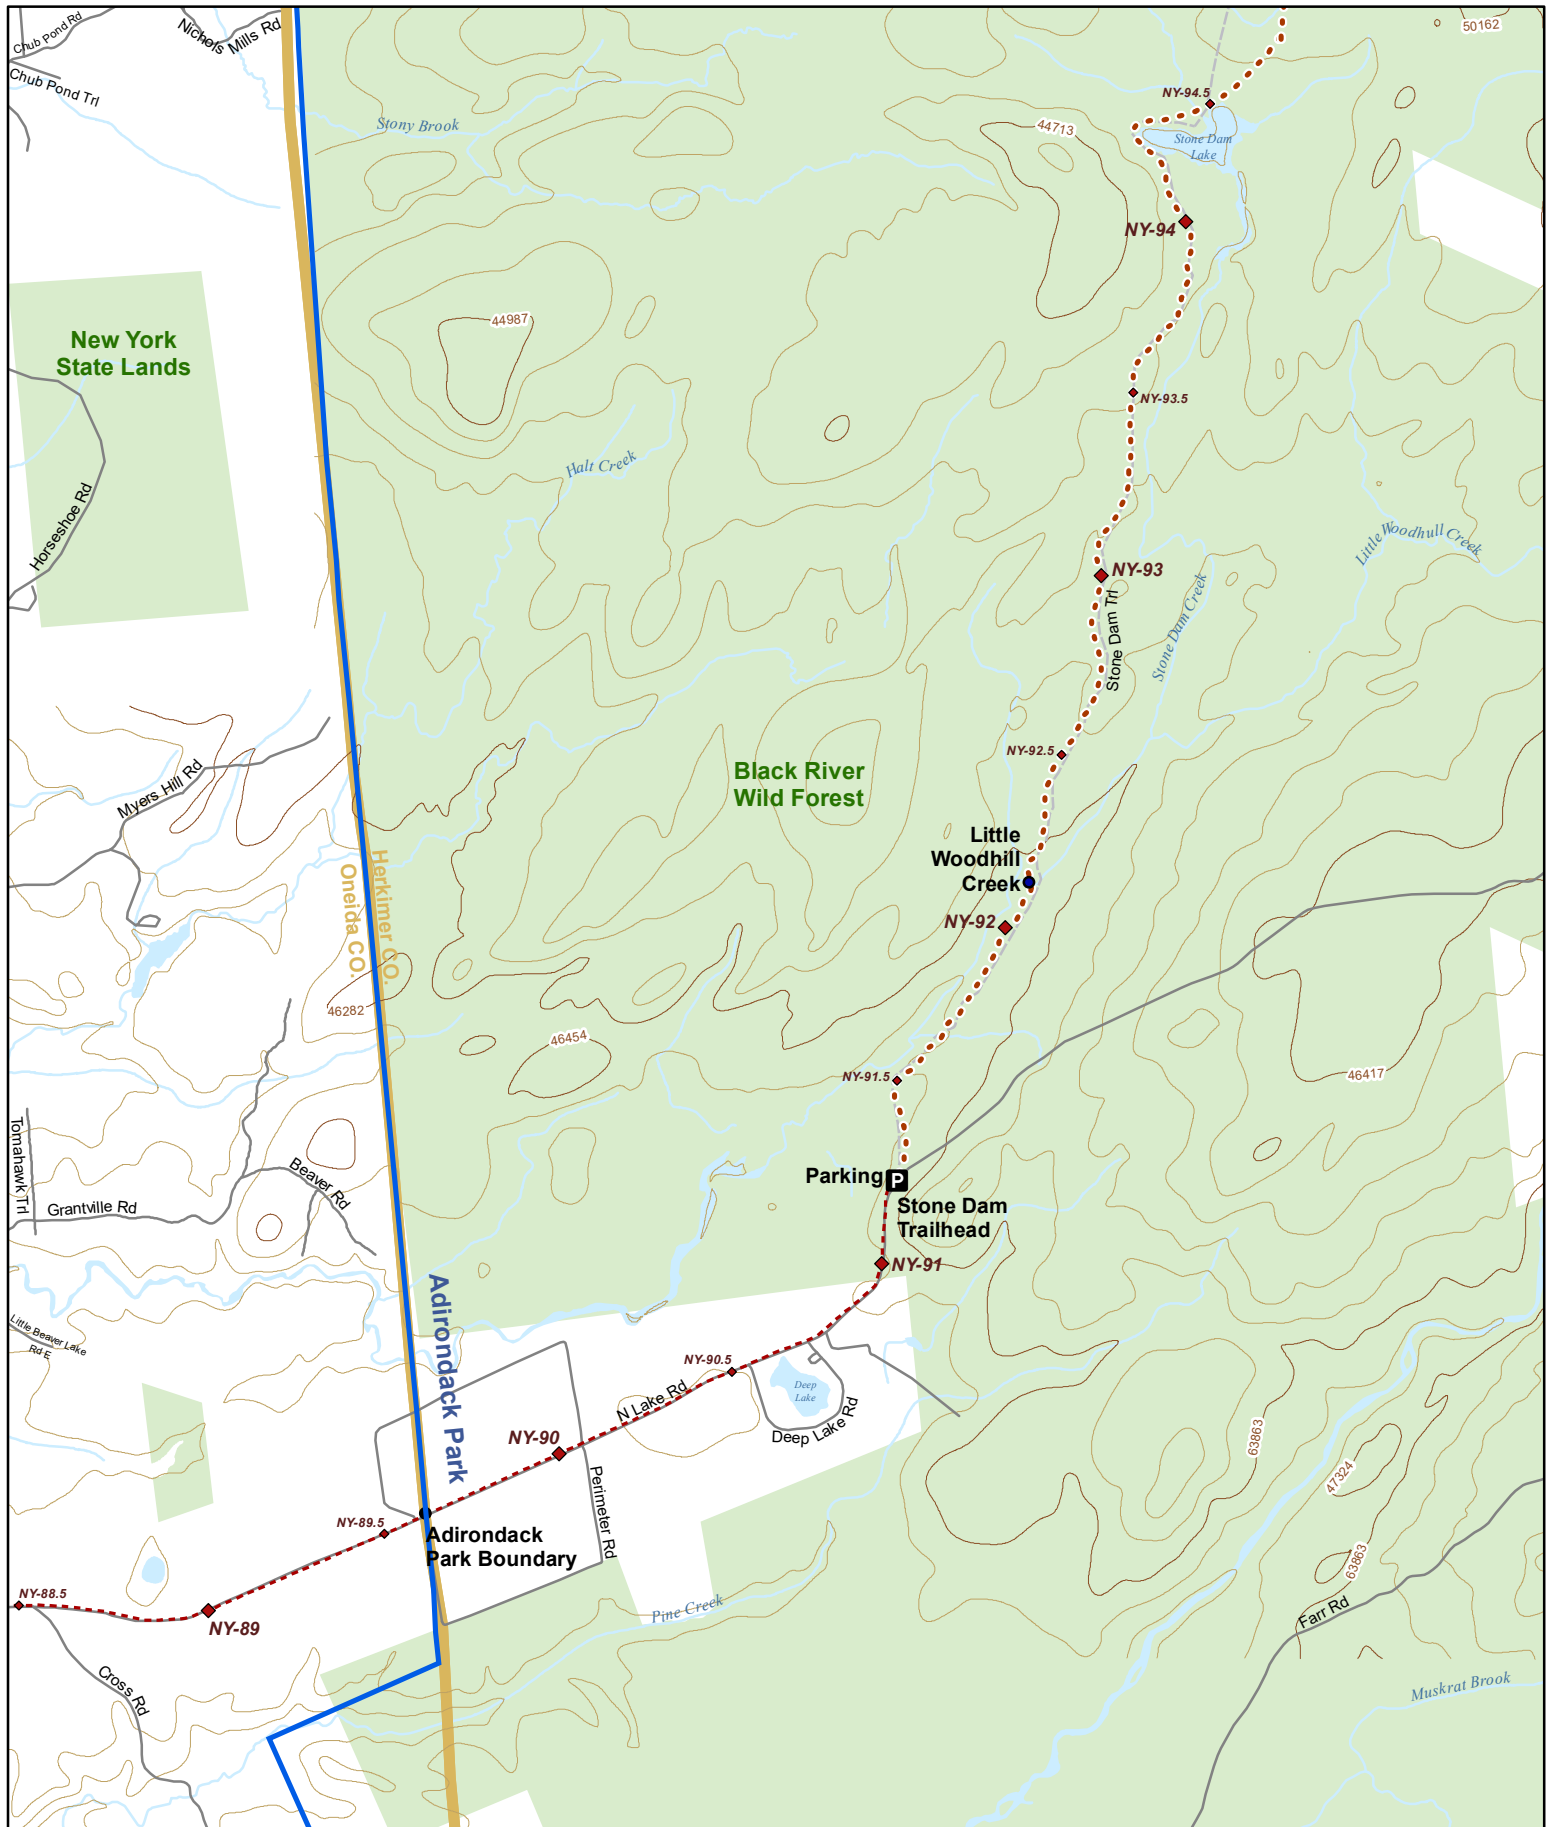 Chub Pond Rd
Nichols Mills Rd
50162
Chub Pond Trl
NY-94.5
Stony Brook
44713
Stone Dam
Lake
NY-94
44987
New York
State Lands
NY-93.5
Halt Creek
Horseshoe Rd
Little Woodhull Creek
NY-93
Stone Dam Trl
Stone Dam Creek
NY-92.5
Black River
Wild Forest
Myers Hill Rd
Little
Woodhill
Creek
Herkimer CO.
Oneida CO.
NY-92
46282
46454
NY-91.5
46417
Tomahawk Trl
Beaver Rd
Parking
P
Grantville Rd
Stone Dam
Trailhead
NY-91
Adirondack Park
Little Beaver Lake
Rd E
NY-90.5
Deep
Lake
N Lake Rd
Deep Lake Rd
NY-90
63863
47324
Perimeter Rd
NY-89.5
Adirondack
Park Boundary
63863
NY-88.5
NY-89
Pine Creek
Farr Rd
Cross Rd
Muskrat Brook